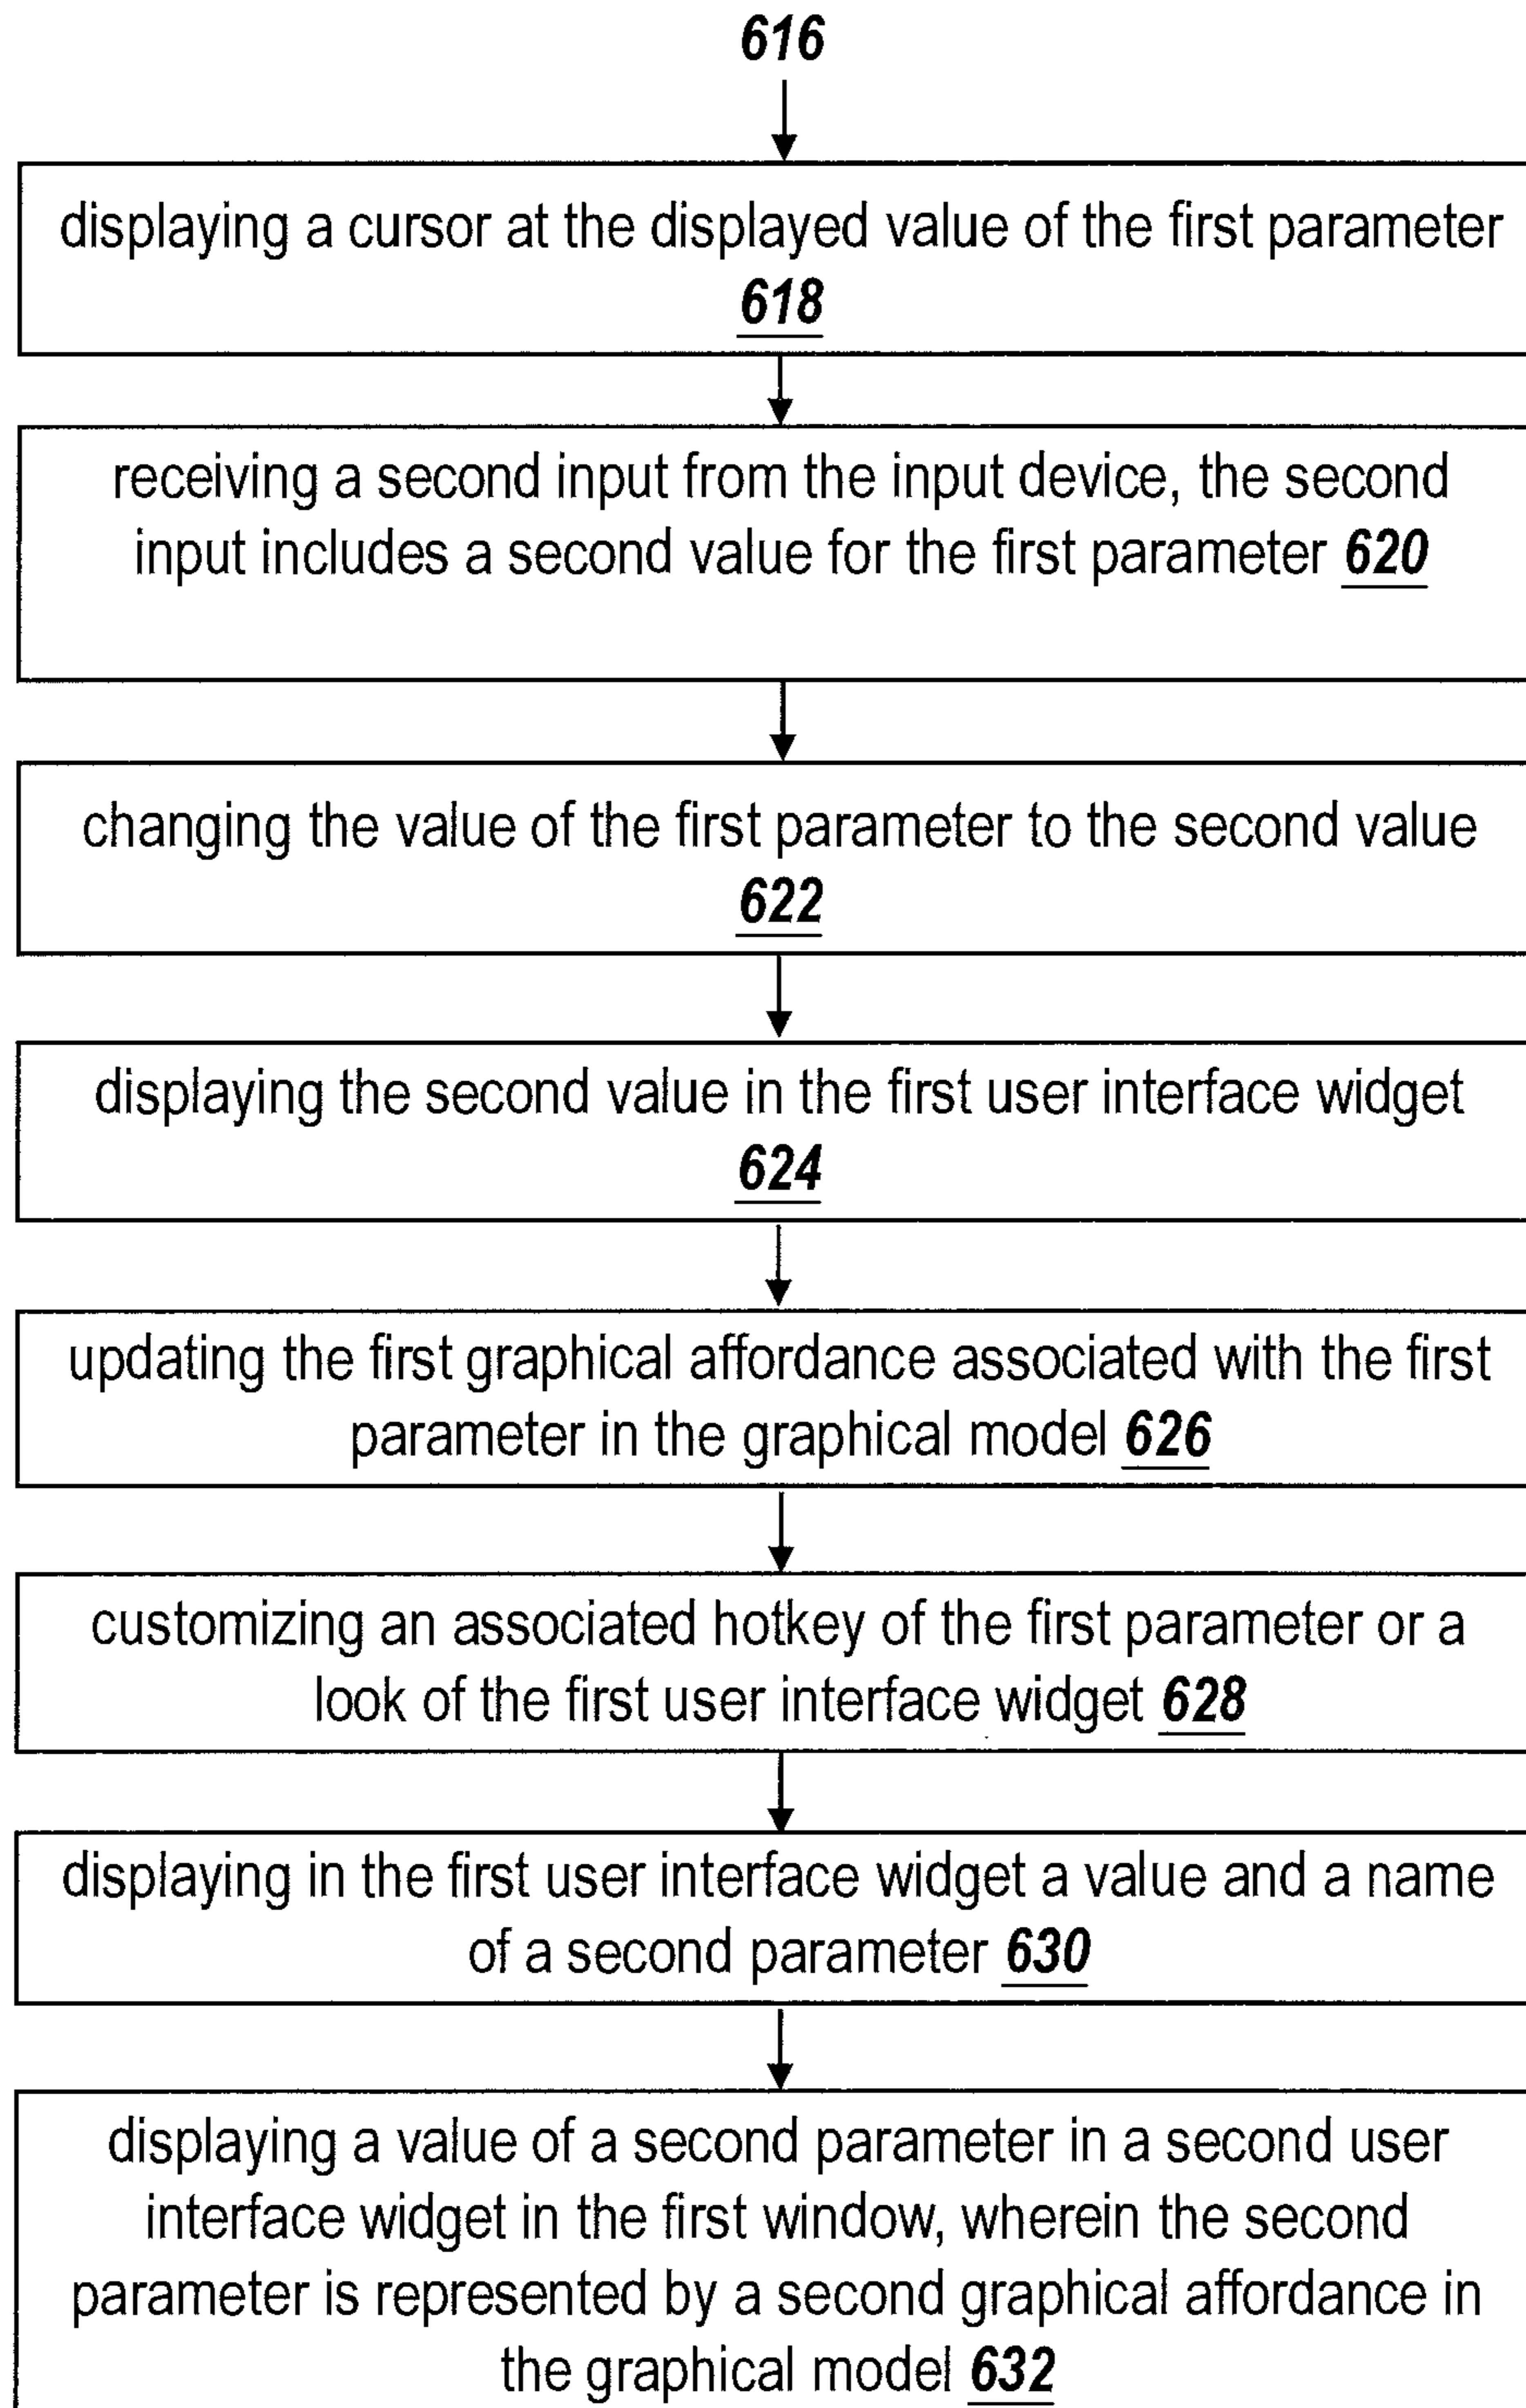 616
displaying a cursor at the displayed value of the first parameter
618
receiving a second input from the input device, the second
input includes a second value for the first parameter 620
changing the value of the first parameter to the second value
622
displaying the second value in the first user interface widget
624
updating the first graphical affordance associated with the first
parameter in the graphical model 626
customizing an associated hotkey of the first parameter or a
look of the first user interface widget 628
displaying in the first user interface widget a value and a name
of a second parameter 630
displaying a value of a second parameter in a second user
interface widget in the first window, wherein the second
parameter is represented by a second graphical affordance in
the graphical model 632